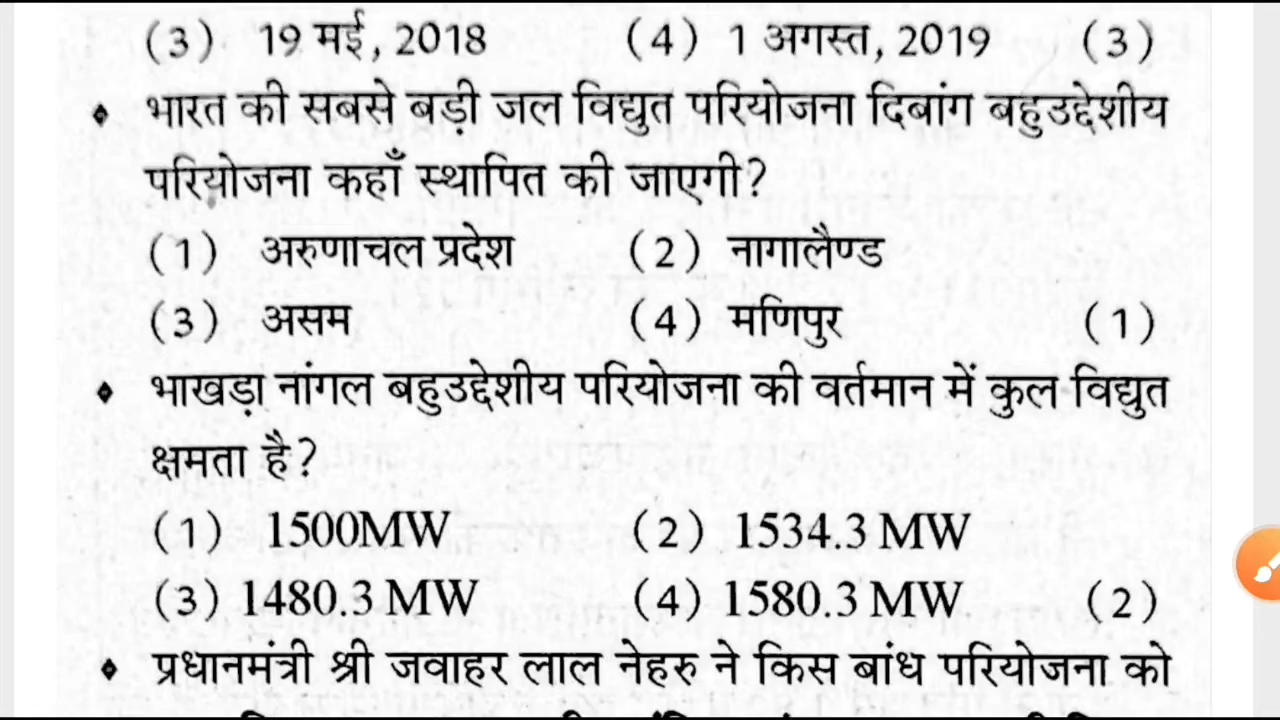 (3) 19 मई, 2018 (4) 1 अगस्त, 2019 (3)
♦ भारत की सबसे बड़ी जल विद्युत परियोजना दिबांग बहुउद्देशीय
परियोजना कहाँ स्थापित की जाएगी?
(1) अरुणाचल प्रदेश (2) नागालैण्ड
(3) असम (4) मणिपुर (1)
♦ भाखड़ा नांगल बहुउद्देशीय परियोजना की वर्तमान में कुल विद्युत
क्षमता है?
(1) 1500MW (2) 1534.3 MW
(3) 1480.3 MW (4) 1580.3 MW (2)
♦ प्रधानमंत्री श्री जवाहर लाल नेहरु ने किस बांध परियोजना को